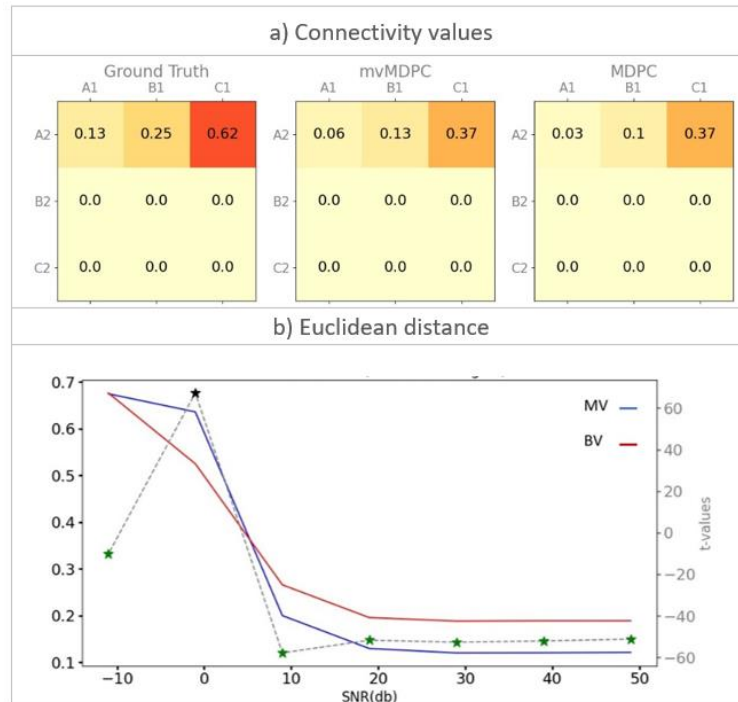 a) Connectivity values
Ground Truth
A1 B1 C1
A2 0.13 0.25 0.62
B2 0.0 0.0 0.0
C2 0.0 0.0 0.0
mvMDPC
A1 B1 C1
A2 0.06 0.13 0.37
B2 0.0 0.0 0.0
C2 0.0 0.0 0.0
MDPC
A1 B1 C1
A2 0.03 0.1 0.37
B2 0.0 0.0 0.0
C2 0.0 0.0 0.0
b) Euclidean distance
0.7
0.6
0.5
0.4
0.3
0.2
0.1
MV
BV
60
40
20
0
−20
−40
−60
t-values
−10 0 10 20 30 40 50
SNR(db)